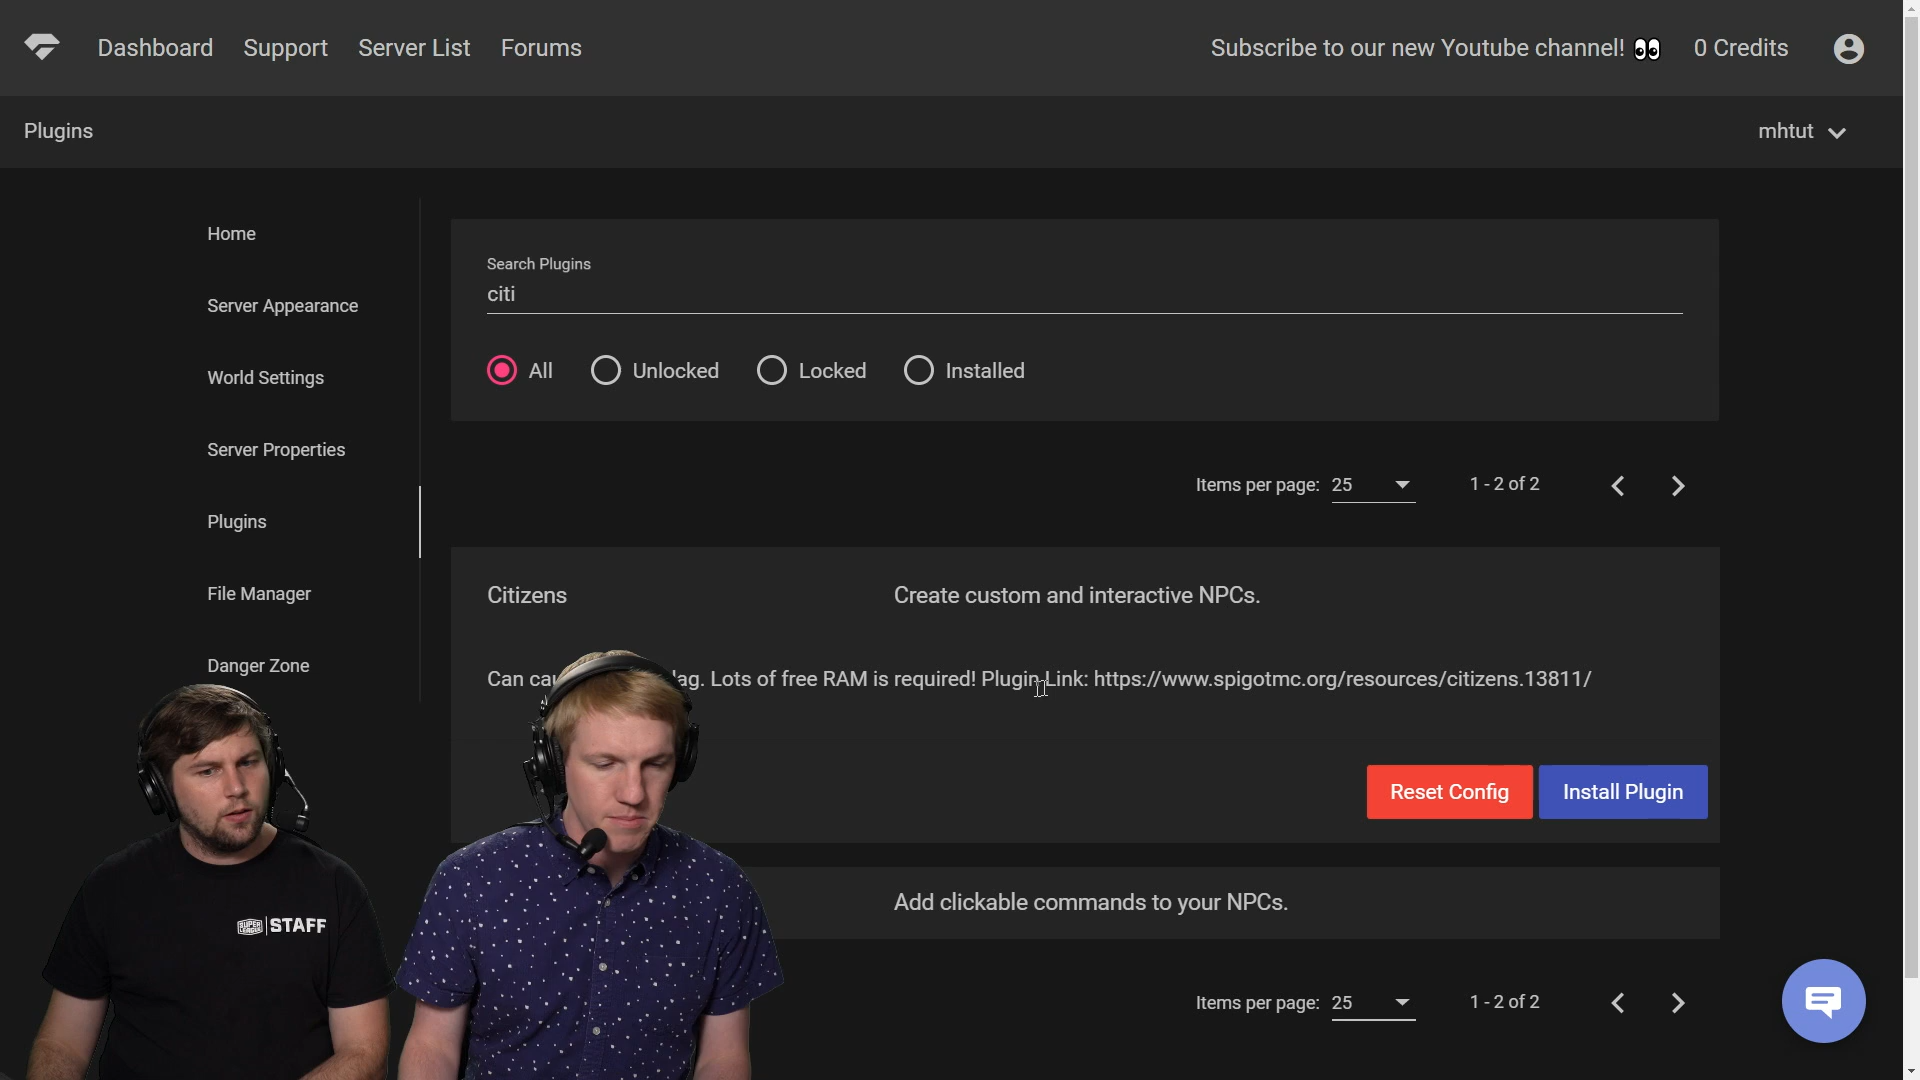 Dashboard Support Server List Forums Subscribe to our new Youtube channel! 👀 0 Credits
Plugins mhtut
Home
Server Appearance
World Settings
Server Properties
Plugins
File Manager
Danger Zone
Search Plugins
citi
All Unlocked Locked Installed
Items per page: 25 1 - 2 of 2
Citizens Create custom and interactive NPCs.
Can lag. Lots of free RAM is required! Plugin Link: https://www.spigotmc.org/resources/citizens.13811/
Reset Config Install Plugin
Add clickable commands to your NPCs.
Items per page: 25 1 - 2 of 2
SUPER LEAGUE STAFF